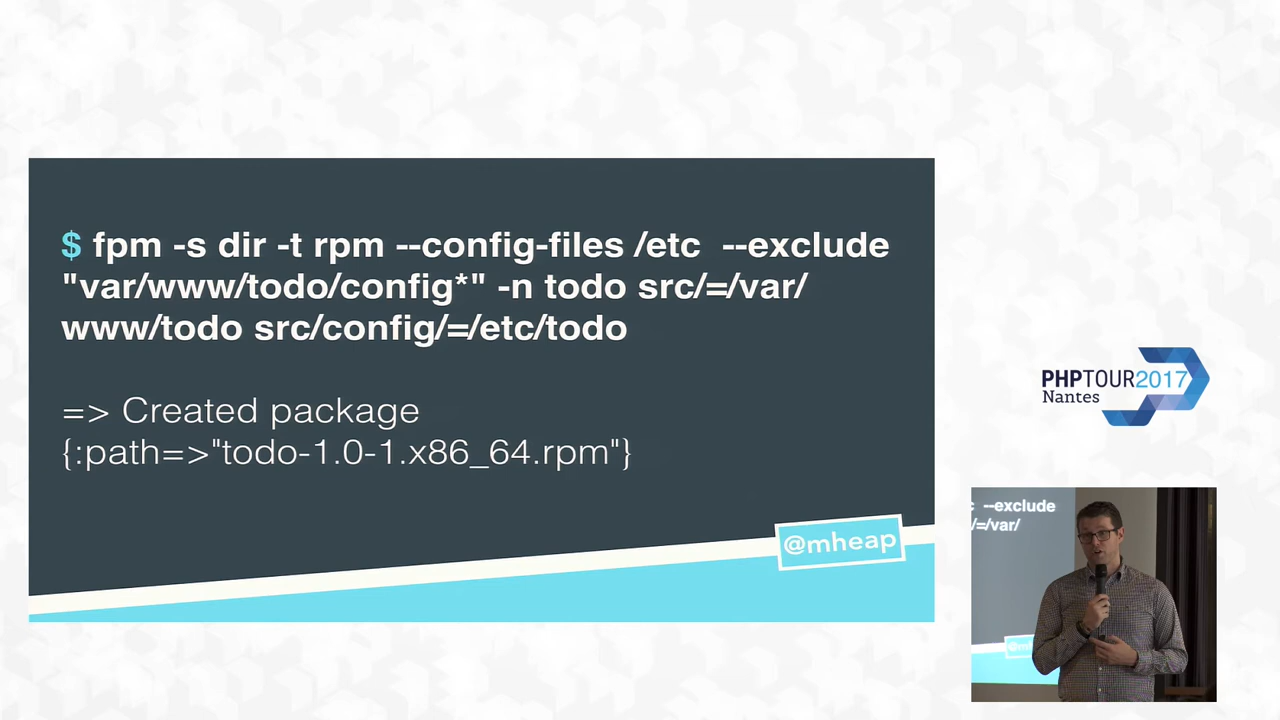 $ fpm -s dir -t rpm --config-files /etc  --exclude
"var/www/todo/config*" -n todo src/=/var/
www/todo src/config/=/etc/todo
=> Created package
{:path=>"todo-1.0-1.x86_64.rpm"}
@mheap
PHPTOUR2017
Nantes
c --exclude
/=/var/